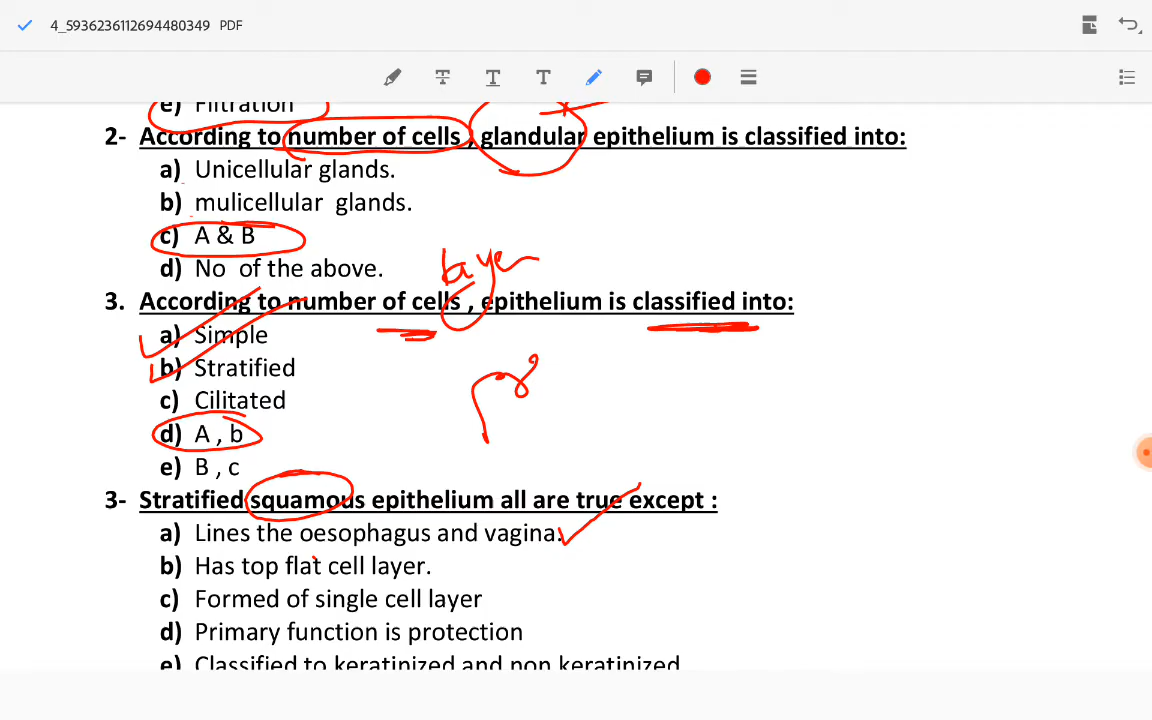 4_5936236112694480349 PDF
e) Filtration
2- According to number of cells , glandular epithelium is classified into:
a) Unicellular glands.
b) mulicellular glands.
c) A & B
d) No of the above.
layer
3. According to number of cells , epithelium is classified into:
a) Simple
b) Stratified
c) Cilitated
d) A , b
e) B , c
3- Stratified squamous epithelium all are true except :
a) Lines the oesophagus and vagina.
b) Has top flat cell layer.
c) Formed of single cell layer
d) Primary function is protection
e) Classified to keratinized and non keratinized